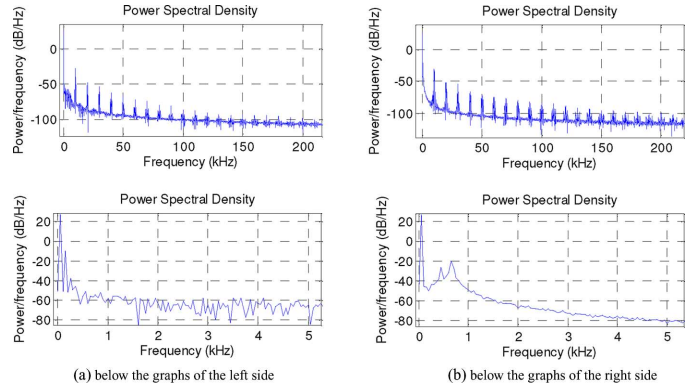 Power Spectral Density
Power/frequency (dB/Hz)
0
-50
-100
0 50 100 150 200
Frequency (kHz)
Power Spectral Density
Power/frequency (dB/Hz)
0
-50
-100
0 50 100 150 200
Frequency (kHz)
Power Spectral Density
Power/frequency (dB/Hz)
20
0
-20
-40
-60
-80
0 1 2 3 4 5
Frequency (kHz)
(a) below the graphs of the left side
Power Spectral Density
Power/frequency (dB/Hz)
20
0
-20
-40
-60
-80
0 1 2 3 4 5
Frequency (kHz)
(b) below the graphs of the right side